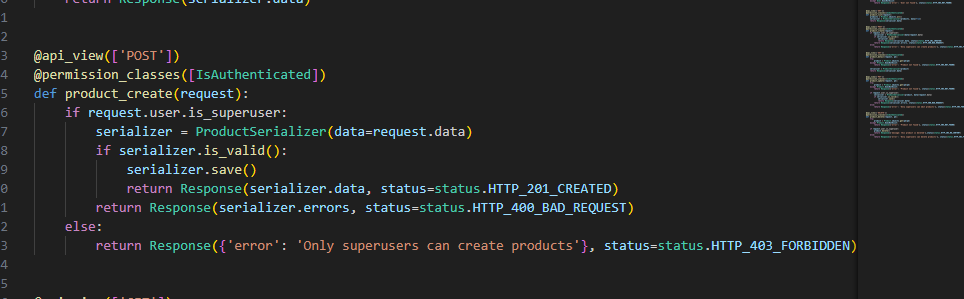 return Response(serializer.data)
1
2
3 @api_view(['POST'])
4 @permission_classes([IsAuthenticated])
5 def product_create(request):
6 if request.user.is_superuser:
7 serializer = ProductSerializer(data=request.data)
8 if serializer.is_valid():
9 serializer.save()
0 return Response(serializer.data, status=status.HTTP_201_CREATED)
1 return Response(serializer.errors, status=status.HTTP_400_BAD_REQUEST)
2 else:
3 return Response({'error': 'Only superusers can create products'}, status=status.HTTP_403_FORBIDDEN)
4
5